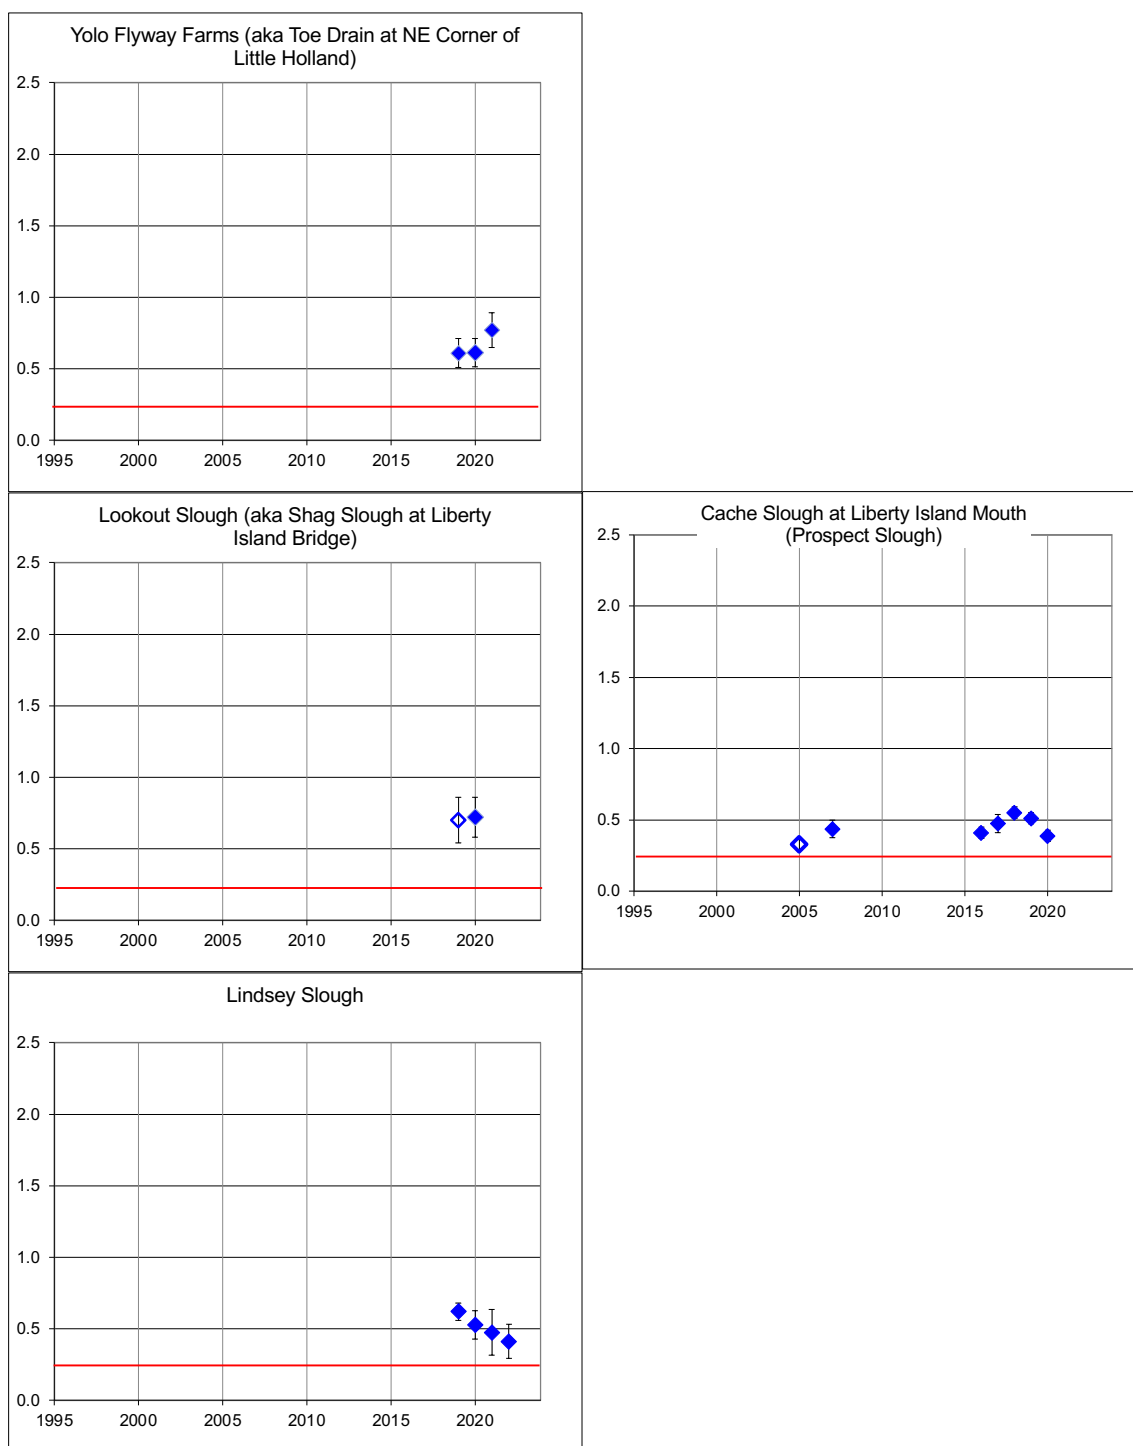 Yolo Flyway Farms (aka Toe Drain at NE Corner of
Little Holland)
2.5
2.0
1.5
1.0
0.5
0.0
1995 2000 2005 2010 2015 2020
Lookout Slough (aka Shag Slough at Liberty
Island Bridge)
2.5
2.0
1.5
1.0
0.5
0.0
1995 2000 2005 2010 2015 2020
Cache Slough at Liberty Island Mouth
(Prospect Slough)
2.5
2.0
1.5
1.0
0.5
0.0
1995 2000 2005 2010 2015 2020
Lindsey Slough
2.5
2.0
1.5
1.0
0.5
0.0
1995 2000 2005 2010 2015 2020